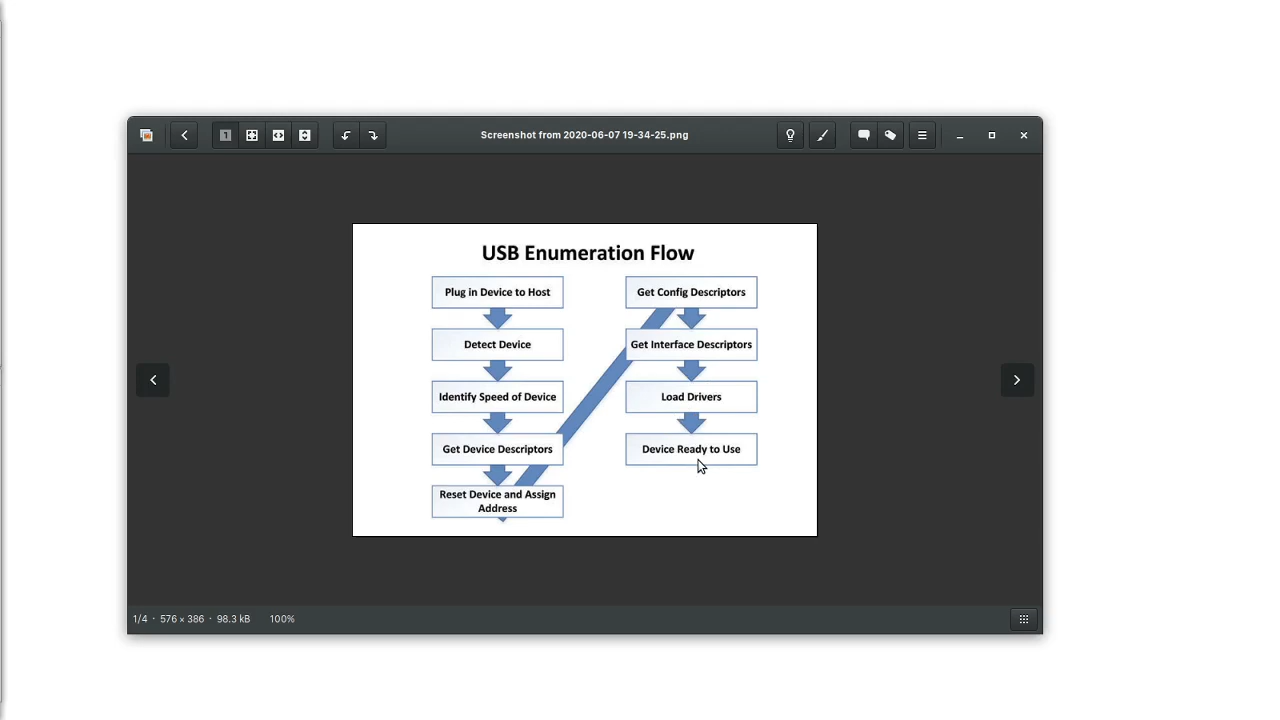 Screenshot from 2020-06-07 19-34-25.png
USB Enumeration Flow
Plug in Device to Host
Detect Device
Identify Speed of Device
Get Device Descriptors
Reset Device and Assign
Address
Get Config Descriptors
Get Interface Descriptors
Load Drivers
Device Ready to Use
1/4 · 576 × 386 · 98.3 kB 100%